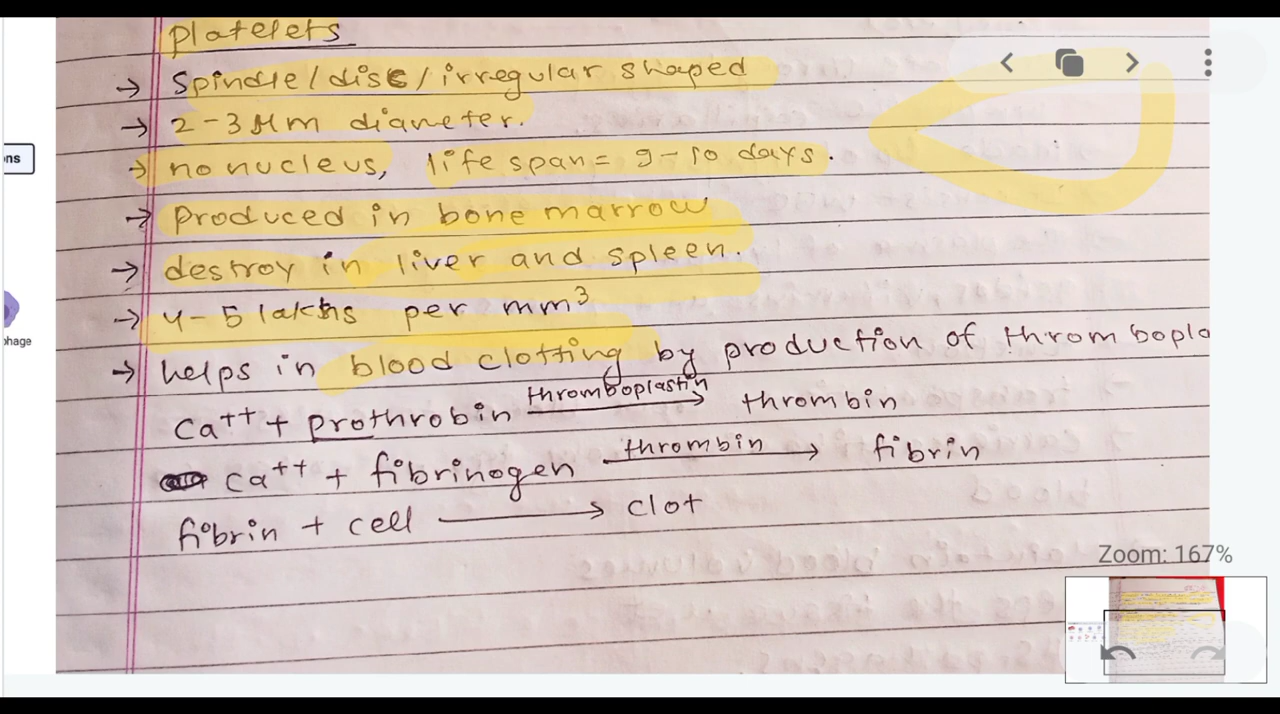 platelets
→ Spindle/disc/irregular shaped
→ 2-3 μm diameter.
ns
→ no nucleus, life span = 9-10 days.
→ produced in bone marrow
→ destroy in liver and spleen.
→ 4-5 lakhs per mm³
phage
→ helps in blood clotting by production of thrombopla
Ca⁺⁺ + prothrobin —thromboplastin→ thrombin
Ca⁺⁺ + fibrinogen —thrombin→ fibrin
fibrin + cell → clot
Zoom: 167%